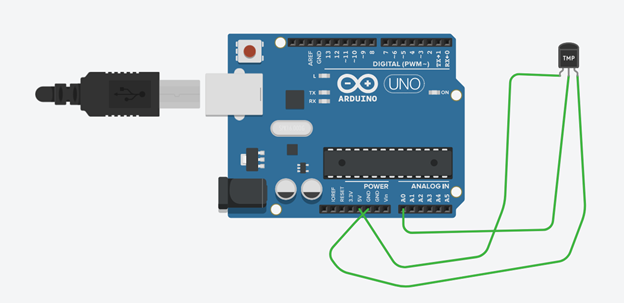 AREF
GND
13
12
~11
~10
~9
8
7
~6
~5
4
~3
2
TX→1
RX←0
DIGITAL (PWM~)
L
TX
RX
ARDUINO
UNO
ON
TMP
POWER
ANALOG IN
IOREF
RESET
3.3V
5V
GND
GND
Vin
A0
A1
A2
A3
A4
A5